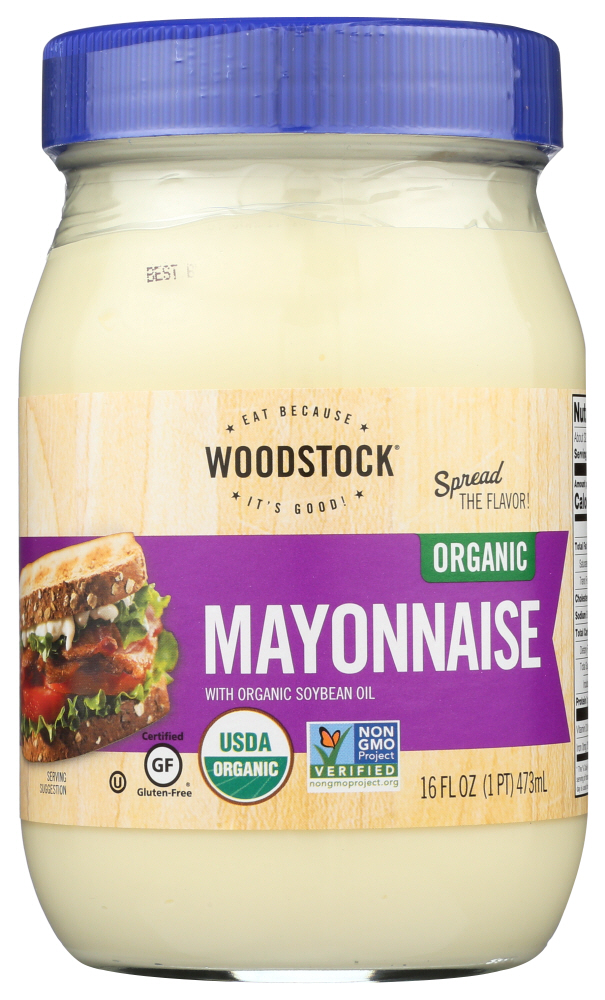 BEST
EAT BECAUSE
WOODSTOCK®
IT'S GOOD!
Spread
THE FLAVOR!
ORGANIC
MAYONNAISE
WITH ORGANIC SOYBEAN OIL
SERVING
SUGGESTION
U
Certified
GF
Gluten-Free
USDA
ORGANIC
NON
GMO
Project
VERIFIED
nongmoproject.org
16 FL OZ (1 PT) 473mL